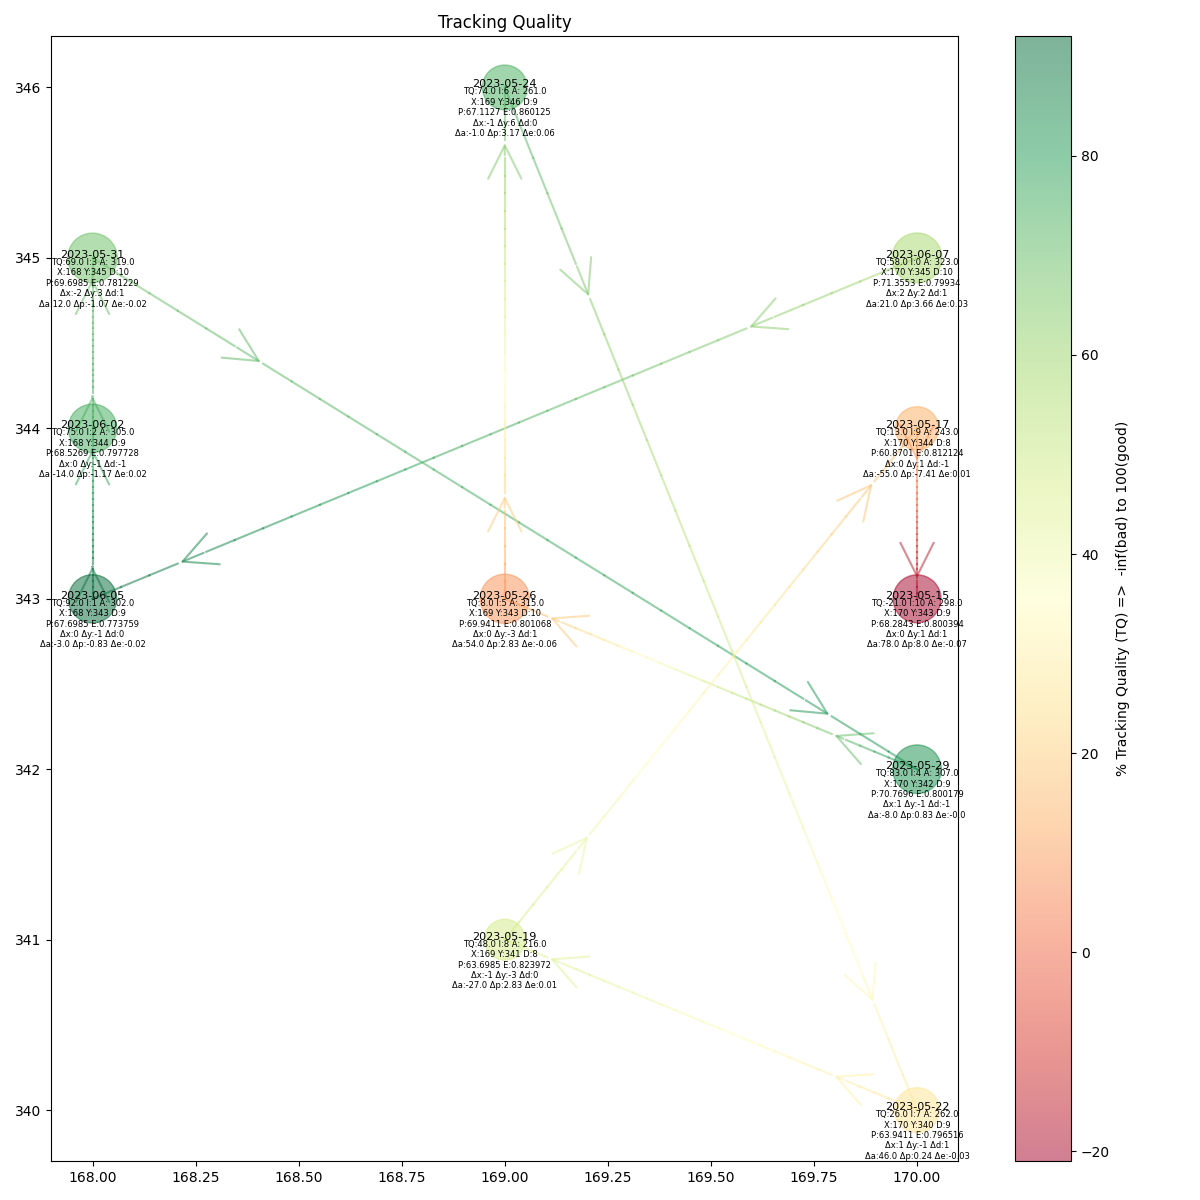 Tracking Quality
346
345
344
343
342
341
340
168.00
168.25
168.50
168.75
169.00
169.25
169.50
169.75
170.00
2023-05-24
TQ:74.0 I:6 A: 261.0
X:169 Y:346 D:9
P:67.1127 E:0.860125
Δx:-1 Δy:6 Δd:0
Δa:-1.0 Δp:3.17 Δe:0.06
2023-05-31
TQ:69.0 I:3 A: 319.0
X:168 Y:345 D:10
P:69.6985 E:0.781229
Δx:-2 Δy:3 Δd:1
Δa:12.0 Δp:-1.07 Δe:-0.02
2023-06-07
TQ:58.0 I:0 A: 323.0
X:170 Y:345 D:10
P:71.3553 E:0.79934
Δx:2 Δy:2 Δd:1
Δa:21.0 Δp:3.66 Δe:0.03
2023-06-02
TQ:75.0 I:2 A: 305.0
X:168 Y:344 D:9
P:68.5269 E:0.797728
Δx:0 Δy:-1 Δd:-1
Δa:-14.0 Δp:-1.17 Δe:0.02
2023-05-17
TQ:13.0 I:9 A: 243.0
X:170 Y:344 D:8
P:60.8701 E:0.812124
Δx:0 Δy:1 Δd:-1
Δa:-55.0 Δp:-7.41 Δe:0.01
2023-06-05
TQ:92.0 I:1 A: 302.0
X:168 Y:343 D:9
P:67.6985 E:0.773759
Δx:0 Δy:-1 Δd:0
Δa:-3.0 Δp:-0.83 Δe:-0.02
2023-05-26
TQ:8.0 I:5 A: 315.0
X:169 Y:343 D:10
P:69.9411 E:0.801068
Δx:0 Δy:-3 Δd:1
Δa:54.0 Δp:2.83 Δe:-0.06
2023-05-15
TQ:-21.0 I:10 A: 298.0
X:170 Y:343 D:9
P:68.2843 E:0.800394
Δx:0 Δy:1 Δd:1
Δa:78.0 Δp:8.0 Δe:-0.07
2023-05-29
TQ:83.0 I:4 A: 307.0
X:170 Y:342 D:9
P:70.7696 E:0.800179
Δx:1 Δy:-1 Δd:-1
Δa:-8.0 Δp:0.83 Δe:-0.0
2023-05-19
TQ:48.0 I:8 A: 216.0
X:169 Y:341 D:8
P:63.6985 E:0.823972
Δx:-1 Δy:-3 Δd:0
Δa:-27.0 Δp:2.83 Δe:0.01
2023-05-22
TQ:26.0 I:7 A: 262.0
X:170 Y:340 D:9
P:63.9411 E:0.796516
Δx:1 Δy:-1 Δd:1
Δa:46.0 Δp:0.24 Δe:-0.03
80
60
40
20
0
−20
% Tracking Quality (TQ) => -inf(bad) to 100(good)